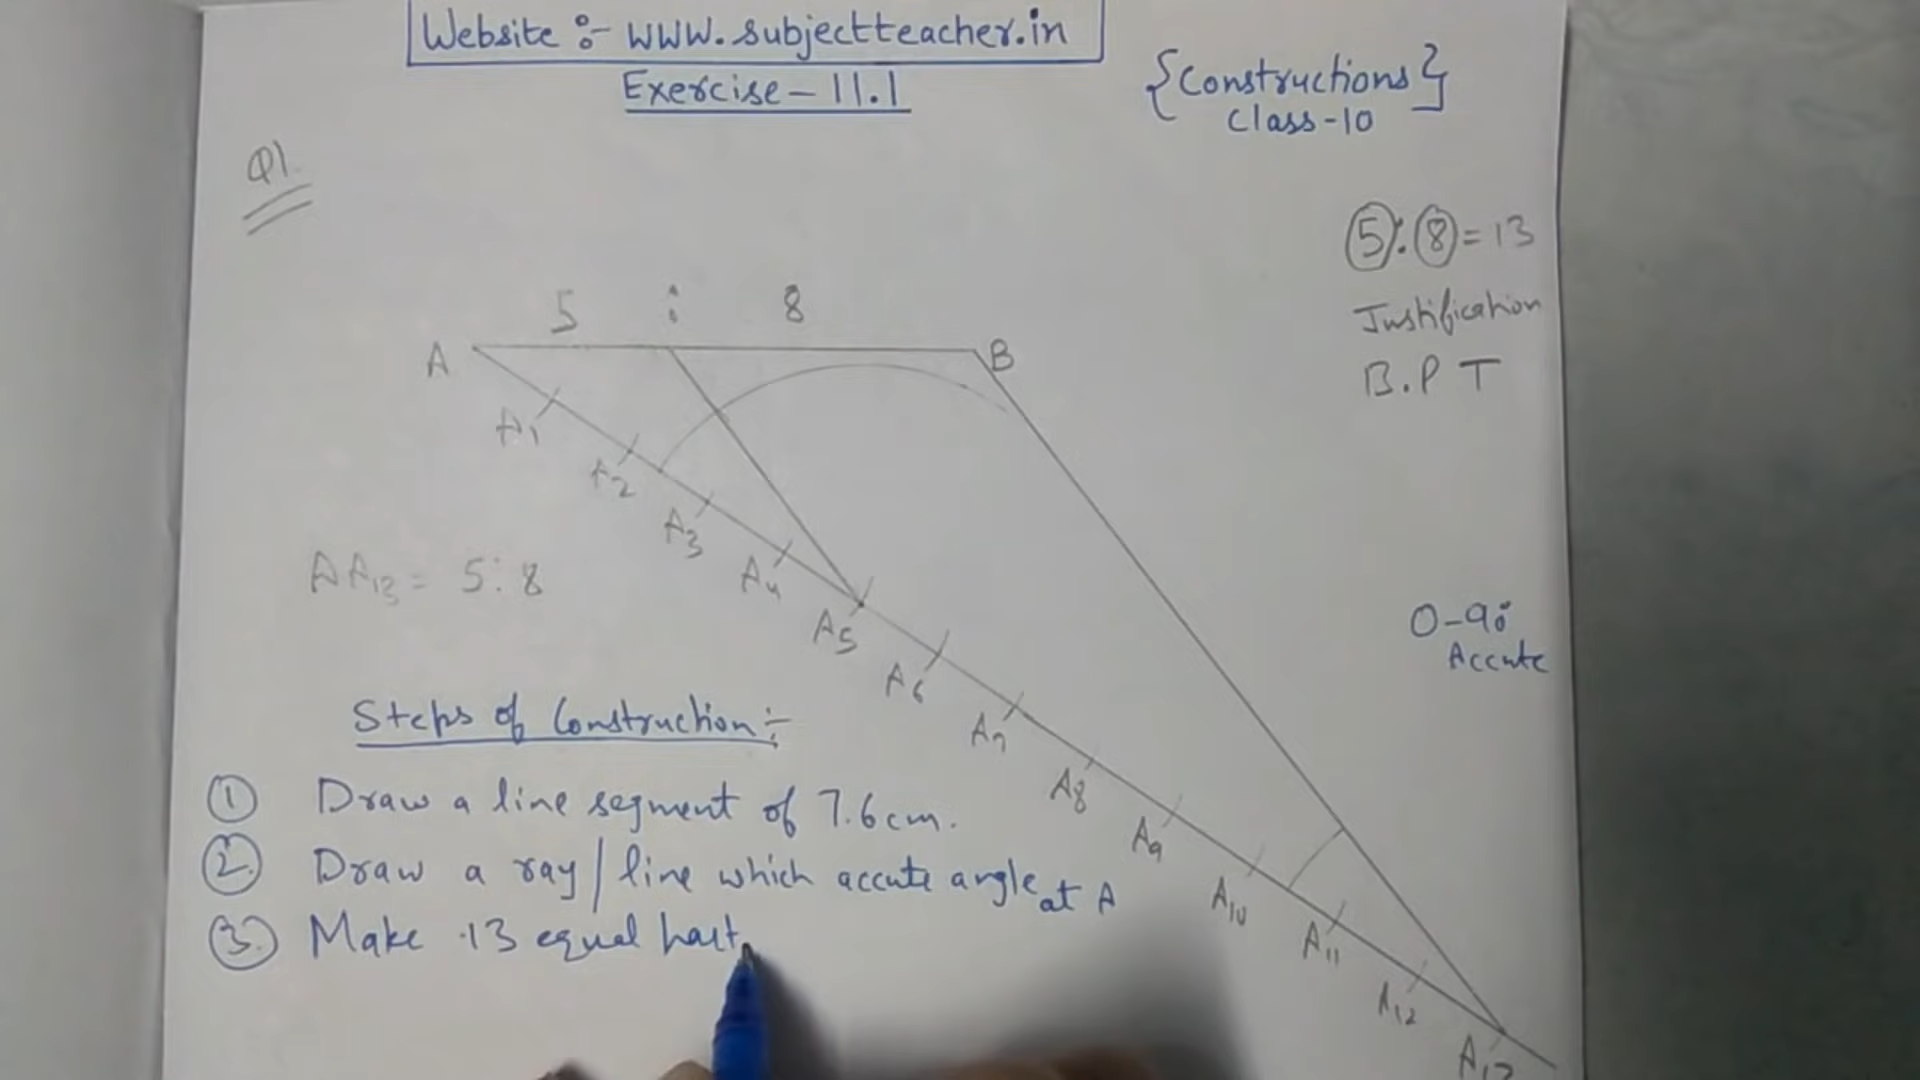 Website :- www.subjectteacher.in
Exercise - 11.1
{Constructions}
Class-10
Q1.
5 : 8 = 13
Justification
B.P T
5 : 8
A
B
A1
A2
A3
A4
A5
A6
A7
A8
A9
A10
A11
A12
A13
AA13 = 5:8
0-90°
Accute
Steps of Construction :-
1 Draw a line segment of 7.6cm.
2. Draw a ray/line which accute angle at A
3. Make 13 equal part